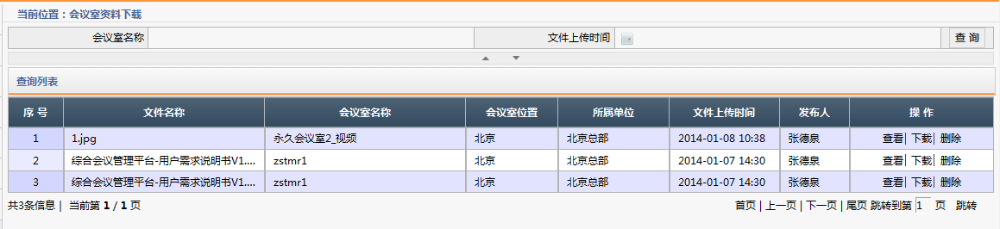 当前位置：会议室资料下载
会议室名称 文件上传时间 查 询
查询列表
序 号 文件名称 会议室名称 会议室位置 所属单位 文件上传时间 发布人 操 作
1 1.jpg 永久会议室2_视频 北京 北京总部 2014-01-08 10:38 张德泉 查看| 下载| 删除
2 综合会议管理平台-用户需求说明书V1.... zstmr1 北京 北京总部 2014-01-07 14:30 张德泉 查看| 下载| 删除
3 综合会议管理平台-用户需求说明书V1.... zstmr1 北京 北京总部 2014-01-07 14:30 张德泉 查看| 下载| 删除
共3条信息 | 当前第 1 / 1 页 首页 | 上一页 | 下一页 | 尾页 跳转到第 1 页 跳转